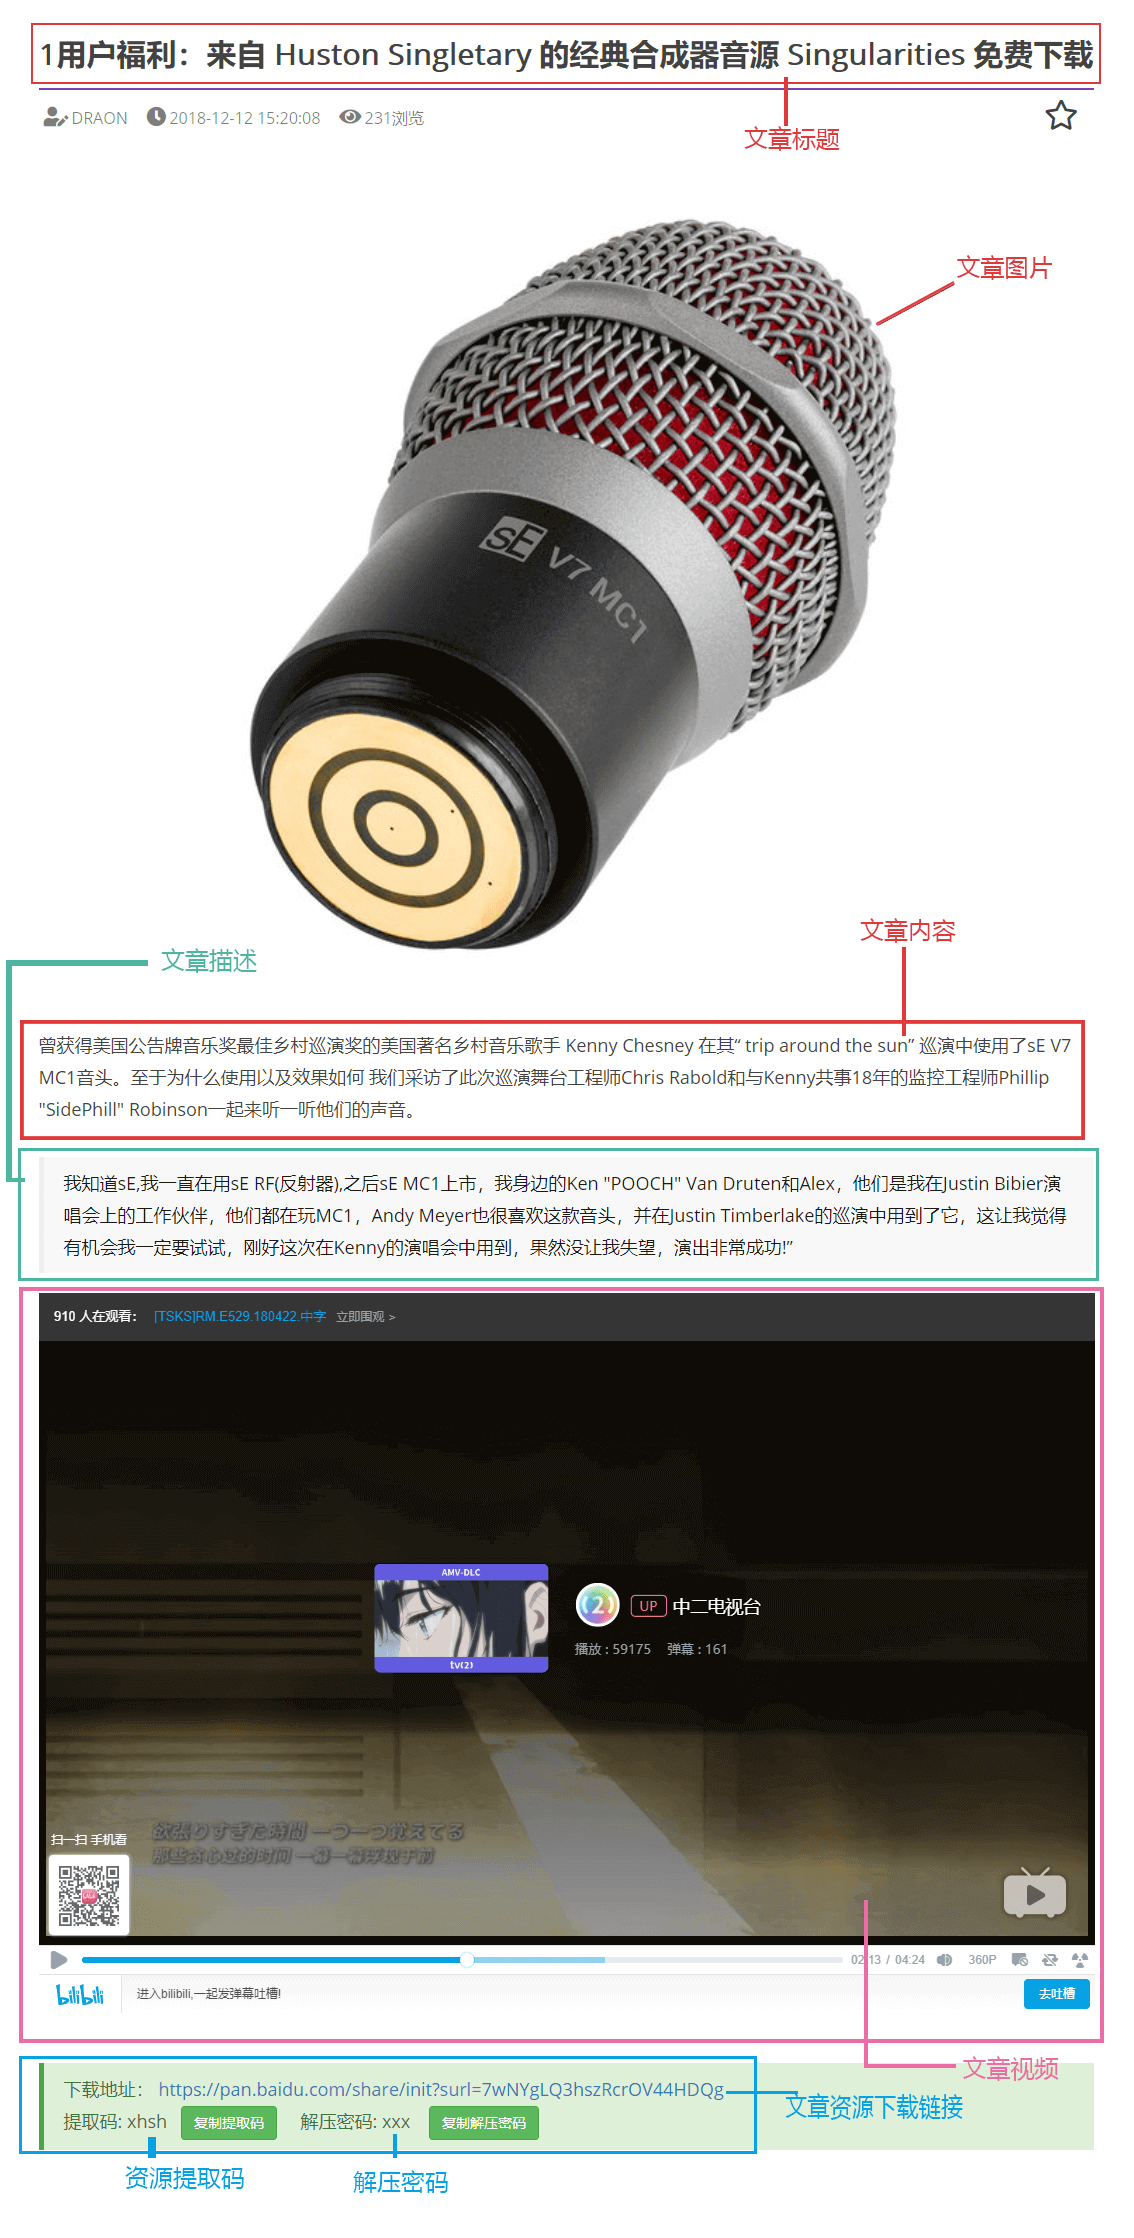 1用户福利：来自 Huston Singletary 的经典合成器音源 Singularities 免费下载
DRAON 2018-12-12 15:20:08 231浏览
文章标题
文章图片
sE V7 MC1
文章内容
文章描述
曾获得美国公告牌音乐奖最佳乡村巡演奖的美国著名乡村音乐歌手 Kenny Chesney 在其“ trip around the sun” 巡演中使用了sE V7
MC1音头。至于为什么使用以及效果如何 我们采访了此次巡演舞台工程师Chris Rabold和与Kenny共事18年的监控工程师Phillip
"SidePhill" Robinson一起来听一听他们的声音。
我知道sE,我一直在用sE RF(反射器),之后sE MC1上市，我身边的Ken "POOCH" Van Druten和Alex，他们是我在Justin Bibier演
唱会上的工作伙伴，他们都在玩MC1，Andy Meyer也很喜欢这款音头，并在Justin Timberlake的巡演中用到了它，这让我觉得
有机会我一定要试试，刚好这次在Kenny的演唱会中用到，果然没让我失望，演出非常成功!”
910 人在观看： [TSKS]RM.E529.180422.中字 立即围观 >
AMV-DLC
tv(2)
2 UP 中二电视台
播放 : 59175 弹幕 : 161
欲張りすぎた時間 一つ一つ覚えてる
那些贪心过的时间 一幕一幕浮现于前
扫一扫 手机看
02:13 / 04:24 360P
bilibili 进入bilibili,一起发弹幕吐槽! 去吐槽
文章视频
下载地址： https://pan.baidu.com/share/init?surl=7wNYgLQ3hszRcrOV44HDQg
文章资源下载链接
提取码: xhsh 复制提取码 解压密码: xxx 复制解压密码
资源提取码 解压密码